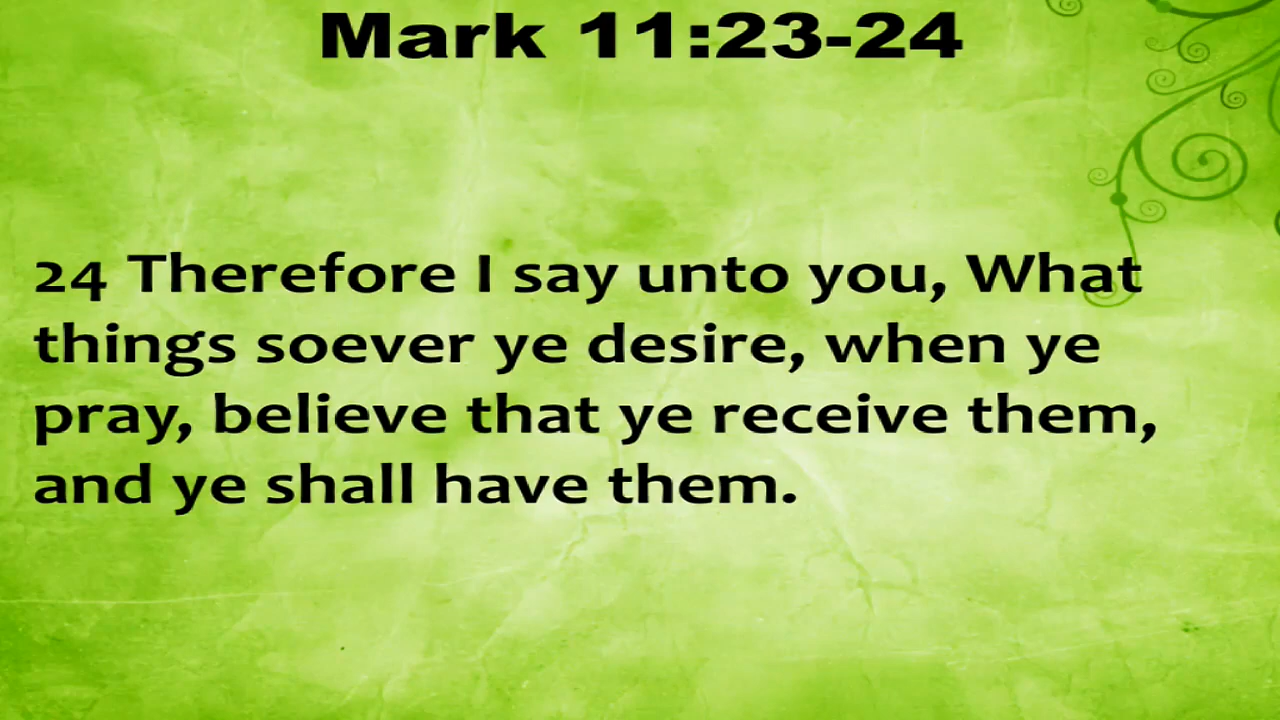 Mark 11:23-24
24 Therefore I say unto you, What
things soever ye desire, when ye
pray, believe that ye receive them,
and ye shall have them.